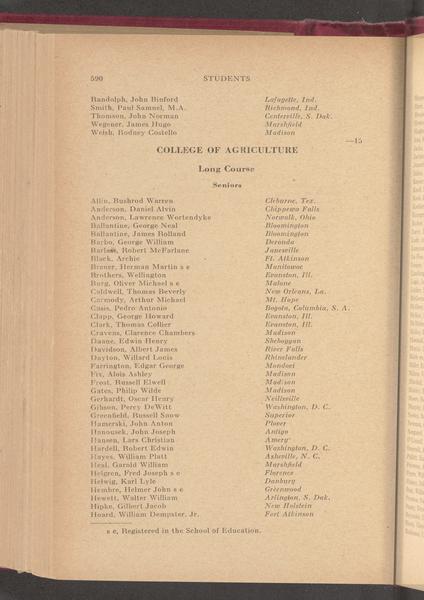 590 STUDENTS
Randolph, John Binford Lafayette, Ind.
Smith, Paul Samuel, M.A. Richmond, Ind.
Thomson, John Norman Centerville, S. Dak.
Wegener, James Hugo Marshfield
Welsh, Rodney Costello Madison
—15
COLLEGE OF AGRICULTURE
Long Course
Seniors
Allin, Bushrod Warren Cleburne, Tex.
Anderson, Daniel Alvin Chippewa Falls
Anderson, Lawrence Wortendyke Norwalk, Ohio
Ballantine, George Neal Bloomington
Ballantine, James Rolland Bloomington
Barbo, George William Deronda
Barlass, Robert McFarlane Janesville
Black, Archie Ft. Atkinson
Braner, Herman Martin s e Manitowoc
Brothers, Wellington Evanston, Ill.
Burg, Oliver Michael s e Malone
Caldwell, Thomas Beverly New Orleans, La.
Carmody, Arthur Michael Mt. Hope
Casis, Pedro Antonio Bogota, Columbia, S. A.
Clapp, George Howard Evanston, Ill.
Clark, Thomas Collier Evanston, Ill.
Cravens, Clarence Chambers Madison
Daane, Edwin Henry Sheboygan
Davidson, Albert James River Falls
Dayton, Willard Louis Rhinelander
Farrington, Edgar George Mondovi
Fix, Alois Ashley Madison
Frost, Russell Elwell Madison
Gates, Philip Wilde Madison
Gerhardt, Oscar Henry Neillsville
Gibson, Percy DeWitt Washington, D. C.
Greenfield, Russell Snow Superior
Hamerski, John Anton Plover
Hanousek, John Joseph Antigo
Hansen, Lars Christian Amery
Hardell, Robert Edwin Washington, D. C.
Hayes, William Platt Asheville, N. C.
Heal, Garold William Marshfield
Helgren, Fred Joseph s e Florence
Helwig, Karl Lyle Danbury
Hembre, Helmer John s e Greenwood
Hewett, Walter William Arlington, S. Dak.
Hipke, Gilbert Jacob New Holstein
Hoard, William Dempster, Jr. Fort Atkinson
s e, Registered in the School of Education.